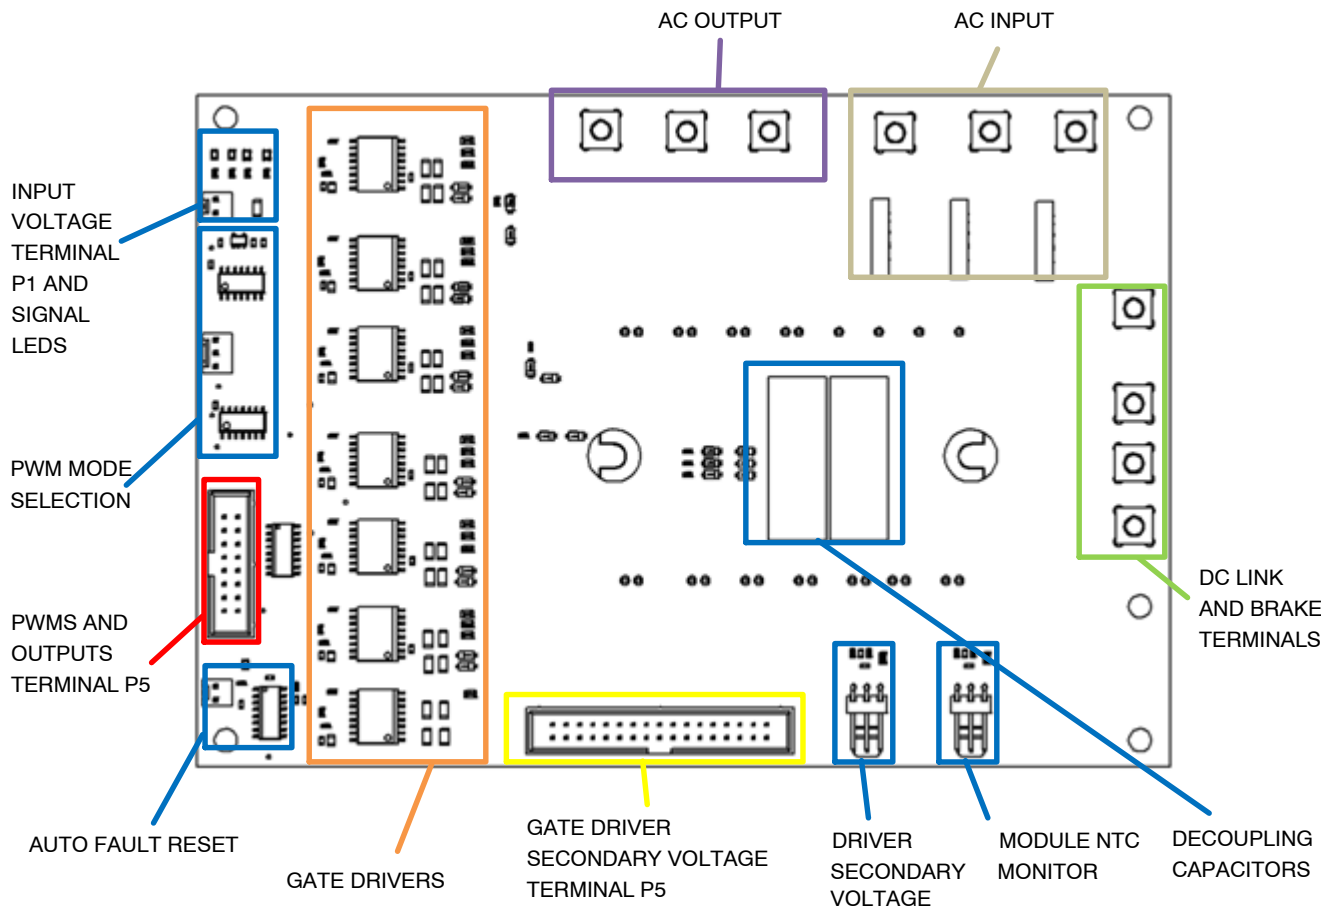 AC OUTPUT
AC INPUT
INPUT
VOLTAGE
TERMINAL
P1 AND
SIGNAL
LEDS
PWM MODE
SELECTION
PWMS AND
OUTPUTS
TERMINAL P5
AUTO FAULT RESET
GATE DRIVERS
GATE DRIVER
SECONDARY VOLTAGE
TERMINAL P5
DRIVER
SECONDARY
VOLTAGE
MODULE NTC
MONITOR
DECOUPLING
CAPACITORS
DC LINK
AND BRAKE
TERMINALS